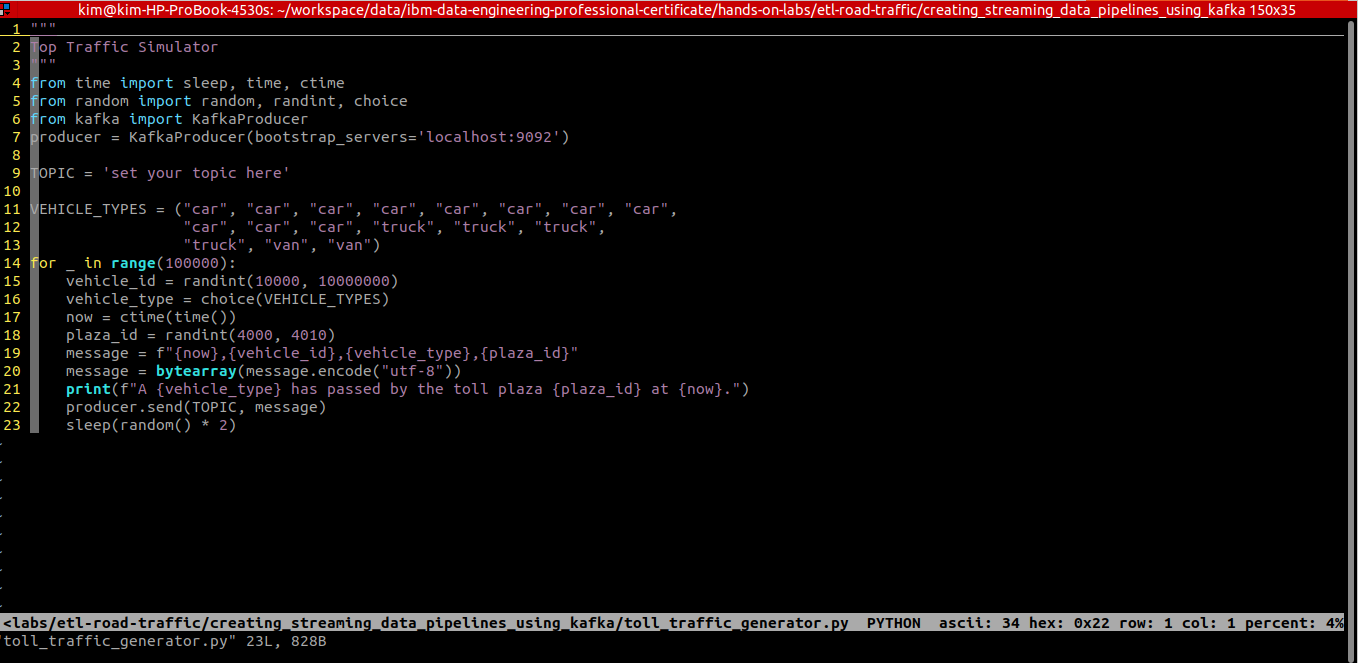 kim@kim-HP-ProBook-4530s: ~/workspace/data/ibm-data-engineering-professional-certificate/hands-on-labs/etl-road-traffic/creating_streaming_data_pipelines_using_kafka 150x35
1 """
2 Top Traffic Simulator
3 """
4 from time import sleep, time, ctime
5 from random import random, randint, choice
6 from kafka import KafkaProducer
7 producer = KafkaProducer(bootstrap_servers='localhost:9092')
8
9 TOPIC = 'set your topic here'
10
11 VEHICLE_TYPES = ("car", "car", "car", "car", "car", "car", "car", "car",
12                  "car", "car", "car", "truck", "truck", "truck",
13                  "truck", "van", "van")
14 for _ in range(100000):
15     vehicle_id = randint(10000, 10000000)
16     vehicle_type = choice(VEHICLE_TYPES)
17     now = ctime(time())
18     plaza_id = randint(4000, 4010)
19     message = f"{now},{vehicle_id},{vehicle_type},{plaza_id}"
20     message = bytearray(message.encode("utf-8"))
21     print(f"A {vehicle_type} has passed by the toll plaza {plaza_id} at {now}.")
22     producer.send(TOPIC, message)
23     sleep(random() * 2)
~
~
~
~
~
~
~
~
~
~
<labs/etl-road-traffic/creating_streaming_data_pipelines_using_kafka/toll_traffic_generator.py  PYTHON  ascii: 34 hex: 0x22 row: 1 col: 1 percent: 4%
"toll_traffic_generator.py" 23L, 828B